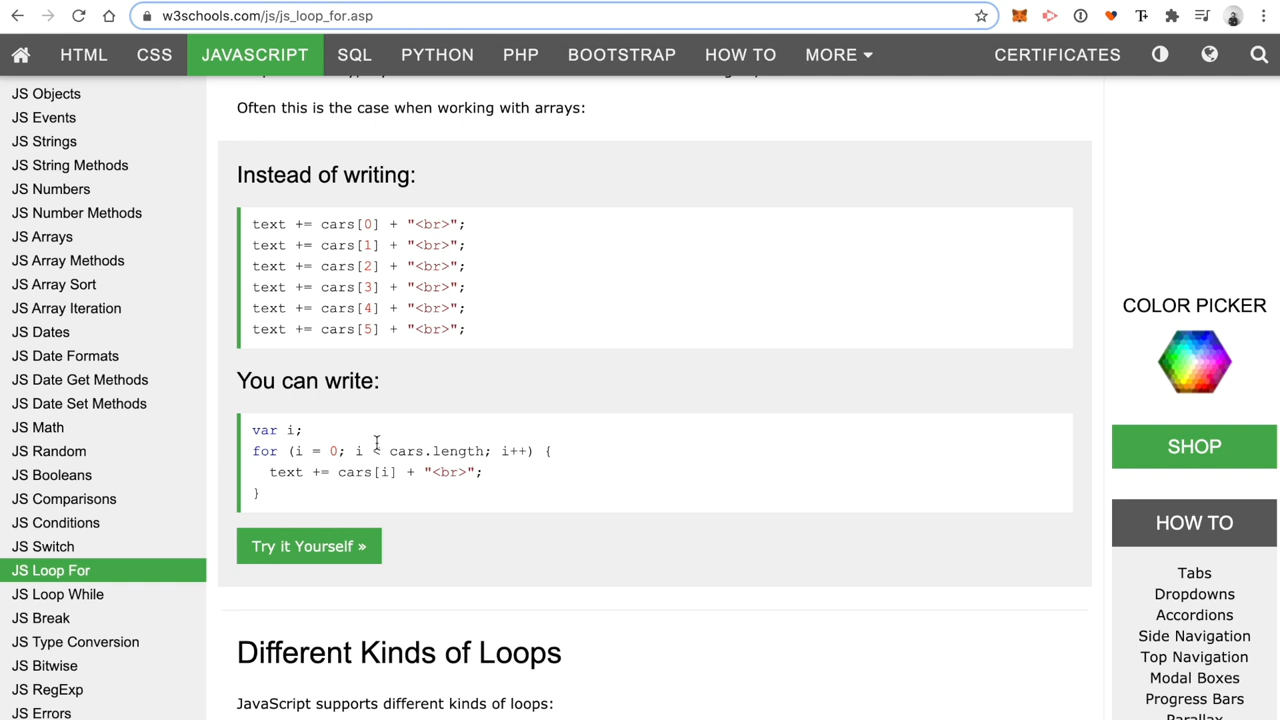 w3schools.com/js/js_loop_for.asp
HTML
CSS
JAVASCRIPT
SQL
PYTHON
PHP
BOOTSTRAP
HOW TO
MORE
CERTIFICATES
JS Objects
JS Events
JS Strings
JS String Methods
JS Numbers
JS Number Methods
JS Arrays
JS Array Methods
JS Array Sort
JS Array Iteration
JS Dates
JS Date Formats
JS Date Get Methods
JS Date Set Methods
JS Math
JS Random
JS Booleans
JS Comparisons
JS Conditions
JS Switch
JS Loop For
JS Loop While
JS Break
JS Type Conversion
JS Bitwise
JS RegExp
JS Errors
Often this is the case when working with arrays:
Instead of writing:
text += cars[0] + "<br>";
text += cars[1] + "<br>";
text += cars[2] + "<br>";
text += cars[3] + "<br>";
text += cars[4] + "<br>";
text += cars[5] + "<br>";
You can write:
var i;
for (i = 0; i < cars.length; i++) {
  text += cars[i] + "<br>";
}
Try it Yourself »
Different Kinds of Loops
JavaScript supports different kinds of loops:
COLOR PICKER
SHOP
HOW TO
Tabs
Dropdowns
Accordions
Side Navigation
Top Navigation
Modal Boxes
Progress Bars
Parallax